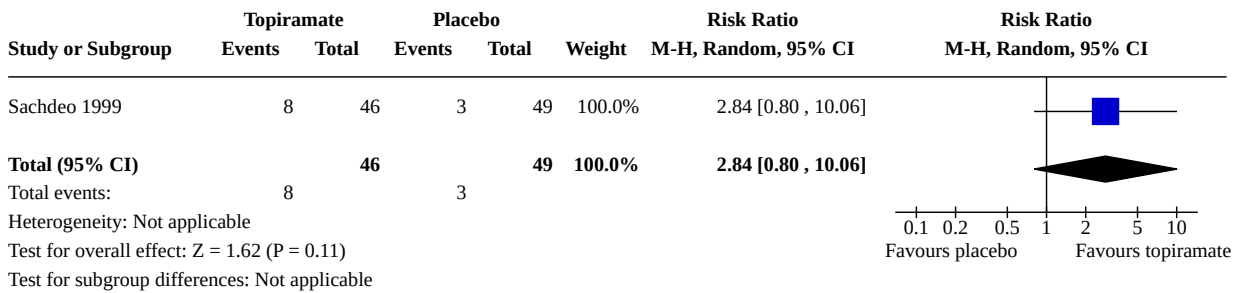 Topiramate Placebo Risk Ratio Risk Ratio
Study or Subgroup Events Total Events Total Weight M-H, Random, 95% CI M-H, Random, 95% CI
Sachdeo 1999 8 46 3 49 100.0% 2.84 [0.80 , 10.06]
Total (95% CI) 46 49 100.0% 2.84 [0.80 , 10.06]
Total events: 8 3
Heterogeneity: Not applicable
0.1 0.2 0.5 1 2 5 10
Test for overall effect: Z = 1.62 (P = 0.11) Favours placebo Favours topiramate
Test for subgroup differences: Not applicable